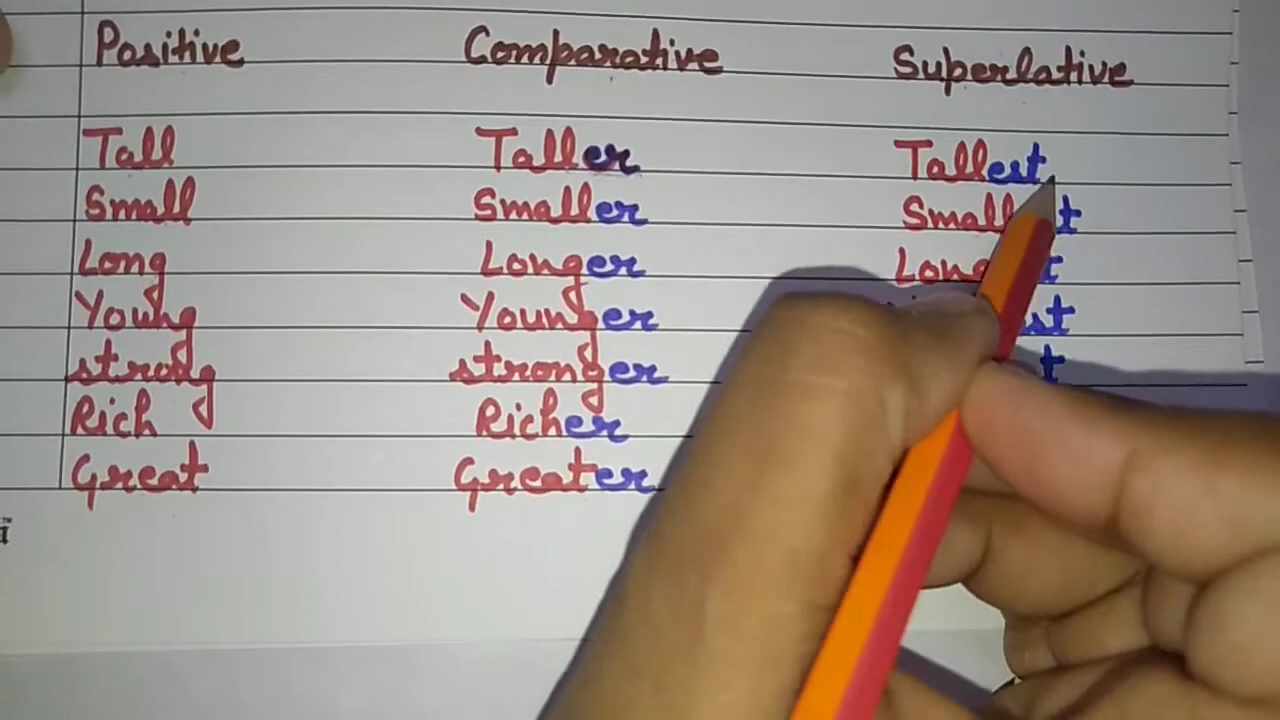 Positive Comparative Superlative
Tall Taller Tallest
Small Smaller
Long Longer
Young Younger
strong stronger
Rich Richer
Great Greater